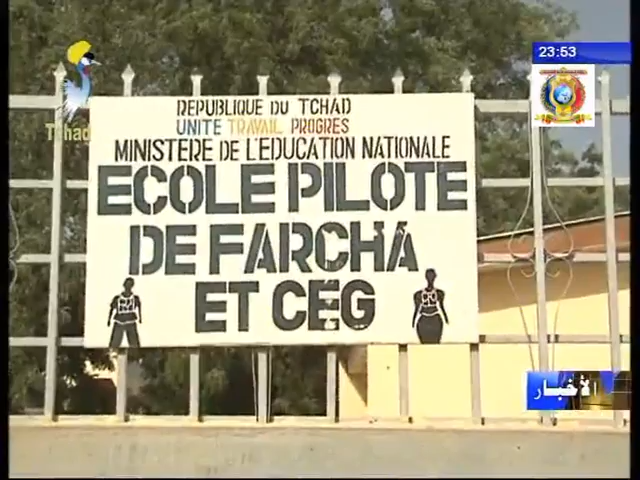 23:53
Tchad
REPUBLIQUE DU TCHAD
UNITE TRAVAIL PROGRES
MINISTERE DE L'EDUCATION NATIONALE
ECOLE PILOTE
DE FARCHA
ET CEG
الأخبار